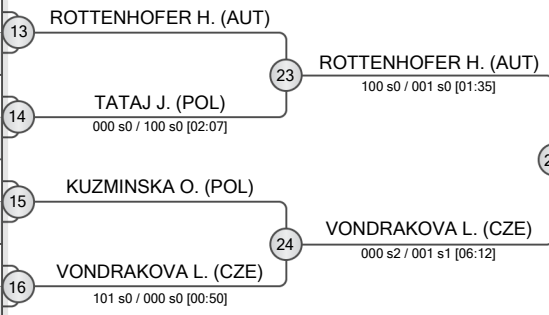 13
ROTTENHOFER H. (AUT)
23
ROTTENHOFER H. (AUT)
100 s0 / 001 s0 [01:35]
14
TATAJ J. (POL)
000 s0 / 100 s0 [02:07]
15
KUZMINSKA O. (POL)
24
VONDRAKOVA L. (CZE)
000 s2 / 001 s1 [06:12]
16
VONDRAKOVA L. (CZE)
101 s0 / 000 s0 [00:50]